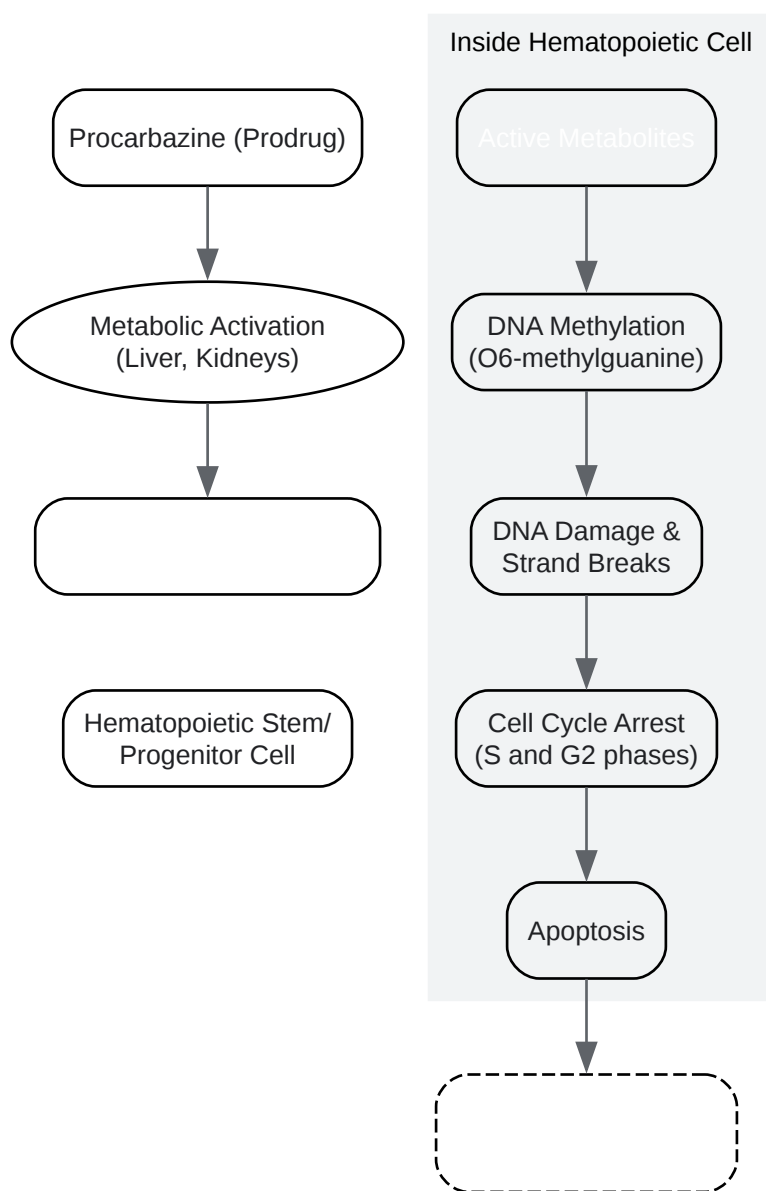 Inside Hematopoietic Cell
Procarbazine (Prodrug)
Active Metabolites
Metabolic Activation
(Liver, Kidneys)
DNA Methylation
(O6-methylguanine)
DNA Damage &
Strand Breaks
Hematopoietic Stem/
Progenitor Cell
Cell Cycle Arrest
(S and G2 phases)
Apoptosis